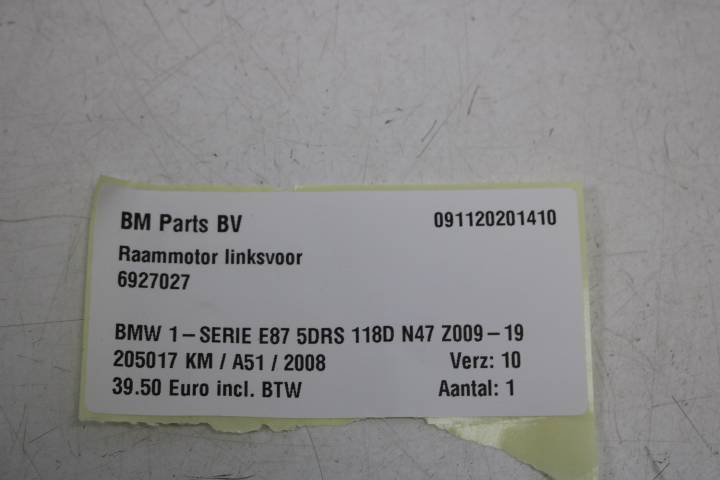 BM Parts BV 091120201410
Raammotor linksvoor
6927027
BMW 1-SERIE E87 5DRS 118D N47 Z009-19
205017 KM / A51 / 2008 Verz: 10
39.50 Euro incl. BTW Aantal: 1